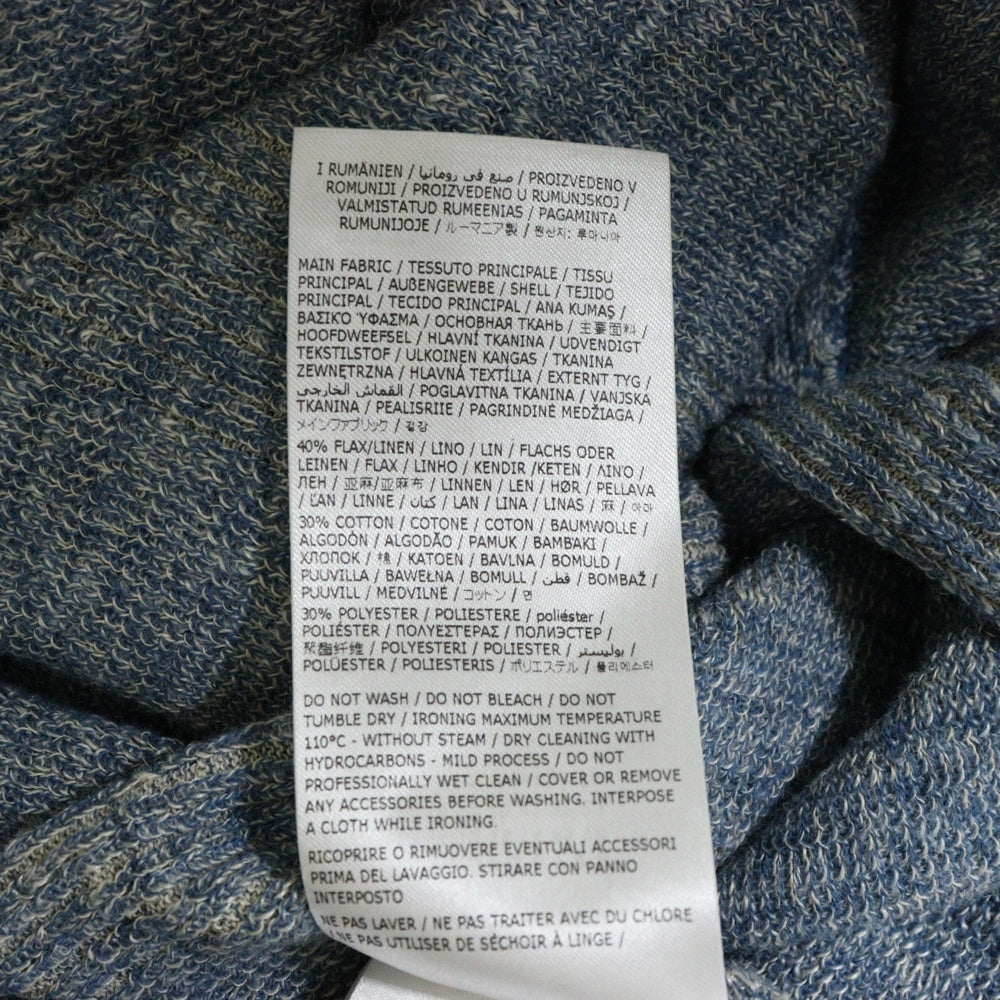 I RUMÄNIEN / صنع في رومانيا / PROIZVEDENO V
ROMUNIJI / PROIZVEDENO U RUMUNJSKOJ /
VALMISTATUD RUMEENIAS / PAGAMINTA
RUMUNIJOJE / ルーマニア製 / 원산지: 루마니아
MAIN FABRIC / TESSUTO PRINCIPALE / TISSU
PRINCIPAL / AUßENGEWEBE / SHELL / TEJIDO
PRINCIPAL / TECIDO PRINCIPAL / ANA KUMAŞ /
ΒΑΣΙΚΌ ΎΦΑΣΜΑ / ОСНОВНАЯ ТКАНЬ / 主要面料 /
HOOFDWEEFSEL / HLAVNÍ TKANINA / UDVENDIGT
TEKSTILSTOF / ULKOINEN KANGAS / TKANINA
ZEWNĘTRZNA / HLAVNÁ TEXTÍLIA / EXTERNT TYG /
القماش الخارجي / POGLAVITNA TKANINA / VANJSKA
TKANINA / PEALISRIIE / PAGRINDINĖ MEDŽIAGA /
メインファブリック / 겉감
40% FLAX/LINEN / LINO / LIN / FLACHS ODER
LEINEN / FLAX / LINHO / KENDIR /KETEN / ΛΙΝΌ /
ЛЕН / 亚麻/亚麻布 / LINNEN / LEN / HØR / PELLAVA
/ ĽAN / LINNE / كتان / LAN / LINA / LINAS / 麻 / 아마
30% COTTON / COTONE / COTON / BAUMWOLLE /
ALGODÓN / ALGODÃO / PAMUK / BAMBAKI /
ХЛОПОК / 棉 / KATOEN / BAVLNA / BOMULD /
PUUVILLA / BAWEŁNA / BOMULL / قطن / BOMBAŽ /
PUUVILL / MEDVILNĖ / コットン / 면
30% POLYESTER / POLIESTERE / poliéster /
POLIÉSTER / ΠΟΛΥΕΣΤΕΡΑΣ / ПОЛИЭСТЕР /
聚酯纤维 / POLYESTERI / POLIESTER / بوليستر /
POLÜESTER / POLIESTERIS / ポリエステル / 폴리에스터
DO NOT WASH / DO NOT BLEACH / DO NOT
TUMBLE DRY / IRONING MAXIMUM TEMPERATURE
110°C - WITHOUT STEAM / DRY CLEANING WITH
HYDROCARBONS - MILD PROCESS / DO NOT
PROFESSIONALLY WET CLEAN / COVER OR REMOVE
ANY ACCESSORIES BEFORE WASHING. INTERPOSE
A CLOTH WHILE IRONING.
RICOPRIRE O RIMUOVERE EVENTUALI ACCESSORI
PRIMA DEL LAVAGGIO. STIRARE CON PANNO
INTERPOSTO
NE PAS LAVER / NE PAS TRAITER AVEC DU CHLORE
/ NE PAS UTILISER DE SÉCHOIR À LINGE /